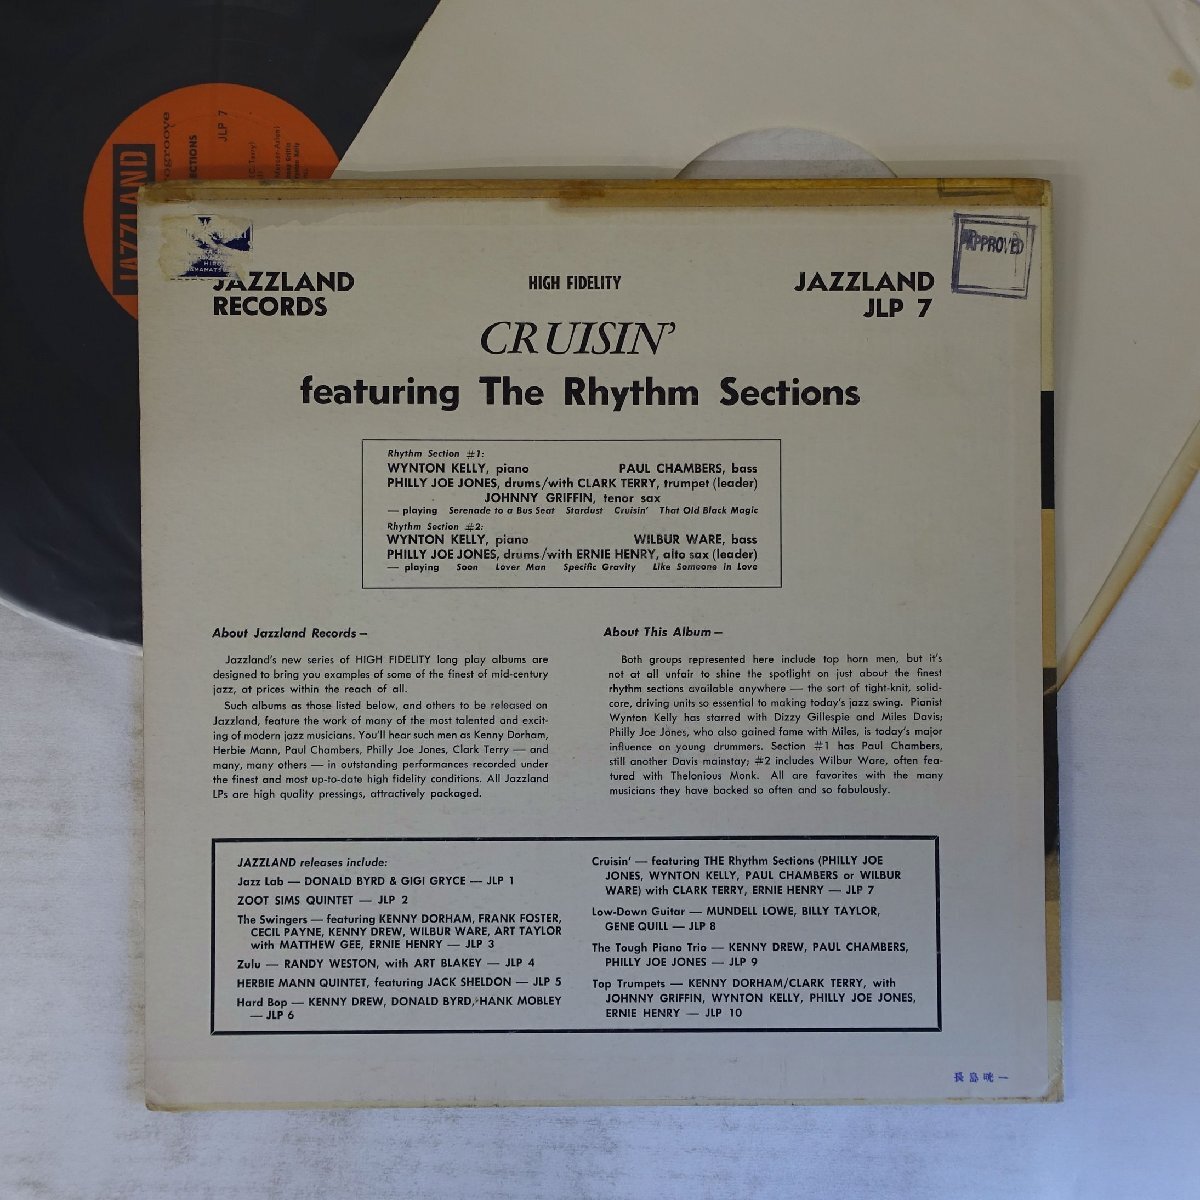 JAZZLAND
JLP 7
APPROVED
JAZZLAND
RECORDS
HIGH FIDELITY
JAZZLAND
JLP 7
CRUISIN'
featuring The Rhythm Sections
Rhythm Section #1:
WYNTON KELLY, piano PAUL CHAMBERS, bass
PHILLY JOE JONES, drums/with CLARK TERRY, trumpet (leader)
JOHNNY GRIFFIN, tenor sax
— playing Serenade to a Bus Seat Stardust Cruisin' That Old Black Magic
Rhythm Section #2:
WYNTON KELLY, piano WILBUR WARE, bass
PHILLY JOE JONES, drums/with ERNIE HENRY, alto sax (leader)
— playing Soon Lover Man Specific Gravity Like Someone in Love
About Jazzland Records —
Jazzland's new series of HIGH FIDELITY long play albums are
designed to bring you examples of some of the finest of mid-century
jazz, at prices within the reach of all.
Such albums as those listed below, and others to be released on
Jazzland, feature the work of many of the most talented and excit-
ing of modern jazz musicians. You'll hear such men as Kenny Dorham,
Herbie Mann, Paul Chambers, Philly Joe Jones, Clark Terry — and
many, many others — in outstanding performances recorded under
the finest and most up-to-date high fidelity conditions. All Jazzland
LPs are high quality pressings, attractively packaged.
About This Album —
Both groups represented here include top horn men, but it's
not at all unfair to shine the spotlight on just about the finest
rhythm sections available anywhere — the sort of tight-knit, solid-
core, driving units so essential to making today's jazz swing. Pianist
Wynton Kelly has starred with Dizzy Gillespie and Miles Davis;
Philly Joe Jones, who also gained fame with Miles, is today's major
influence on young drummers. Section #1 has Paul Chambers,
still another Davis mainstay; #2 includes Wilbur Ware, often fea-
tured with Thelonious Monk. All are favorites with the many
musicians they have backed so often and so fabulously.
JAZZLAND releases include:
Jazz Lab — DONALD BYRD & GIGI GRYCE — JLP 1
ZOOT SIMS QUINTET — JLP 2
The Swingers — featuring KENNY DORHAM, FRANK FOSTER,
CECIL PAYNE, KENNY DREW, WILBUR WARE, ART TAYLOR
with MATTHEW GEE, ERNIE HENRY — JLP 3
Zulu — RANDY WESTON, with ART BLAKEY — JLP 4
HERBIE MANN QUINTET, featuring JACK SHELDON — JLP 5
Hard Bop — KENNY DREW, DONALD BYRD, HANK MOBLEY
— JLP 6
Cruisin' — featuring THE Rhythm Sections (PHILLY JOE
JONES, WYNTON KELLY, PAUL CHAMBERS or WILBUR
WARE) with CLARK TERRY, ERNIE HENRY — JLP 7
Low-Down Guitar — MUNDELL LOWE, BILLY TAYLOR,
GENE QUILL — JLP 8
The Tough Piano Trio — KENNY DREW, PAUL CHAMBERS,
PHILLY JOE JONES — JLP 9
Top Trumpets — KENNY DORHAM/CLARK TERRY, with
JOHNNY GRIFFIN, WYNTON KELLY, PHILLY JOE JONES,
ERNIE HENRY — JLP 10
長島暁一